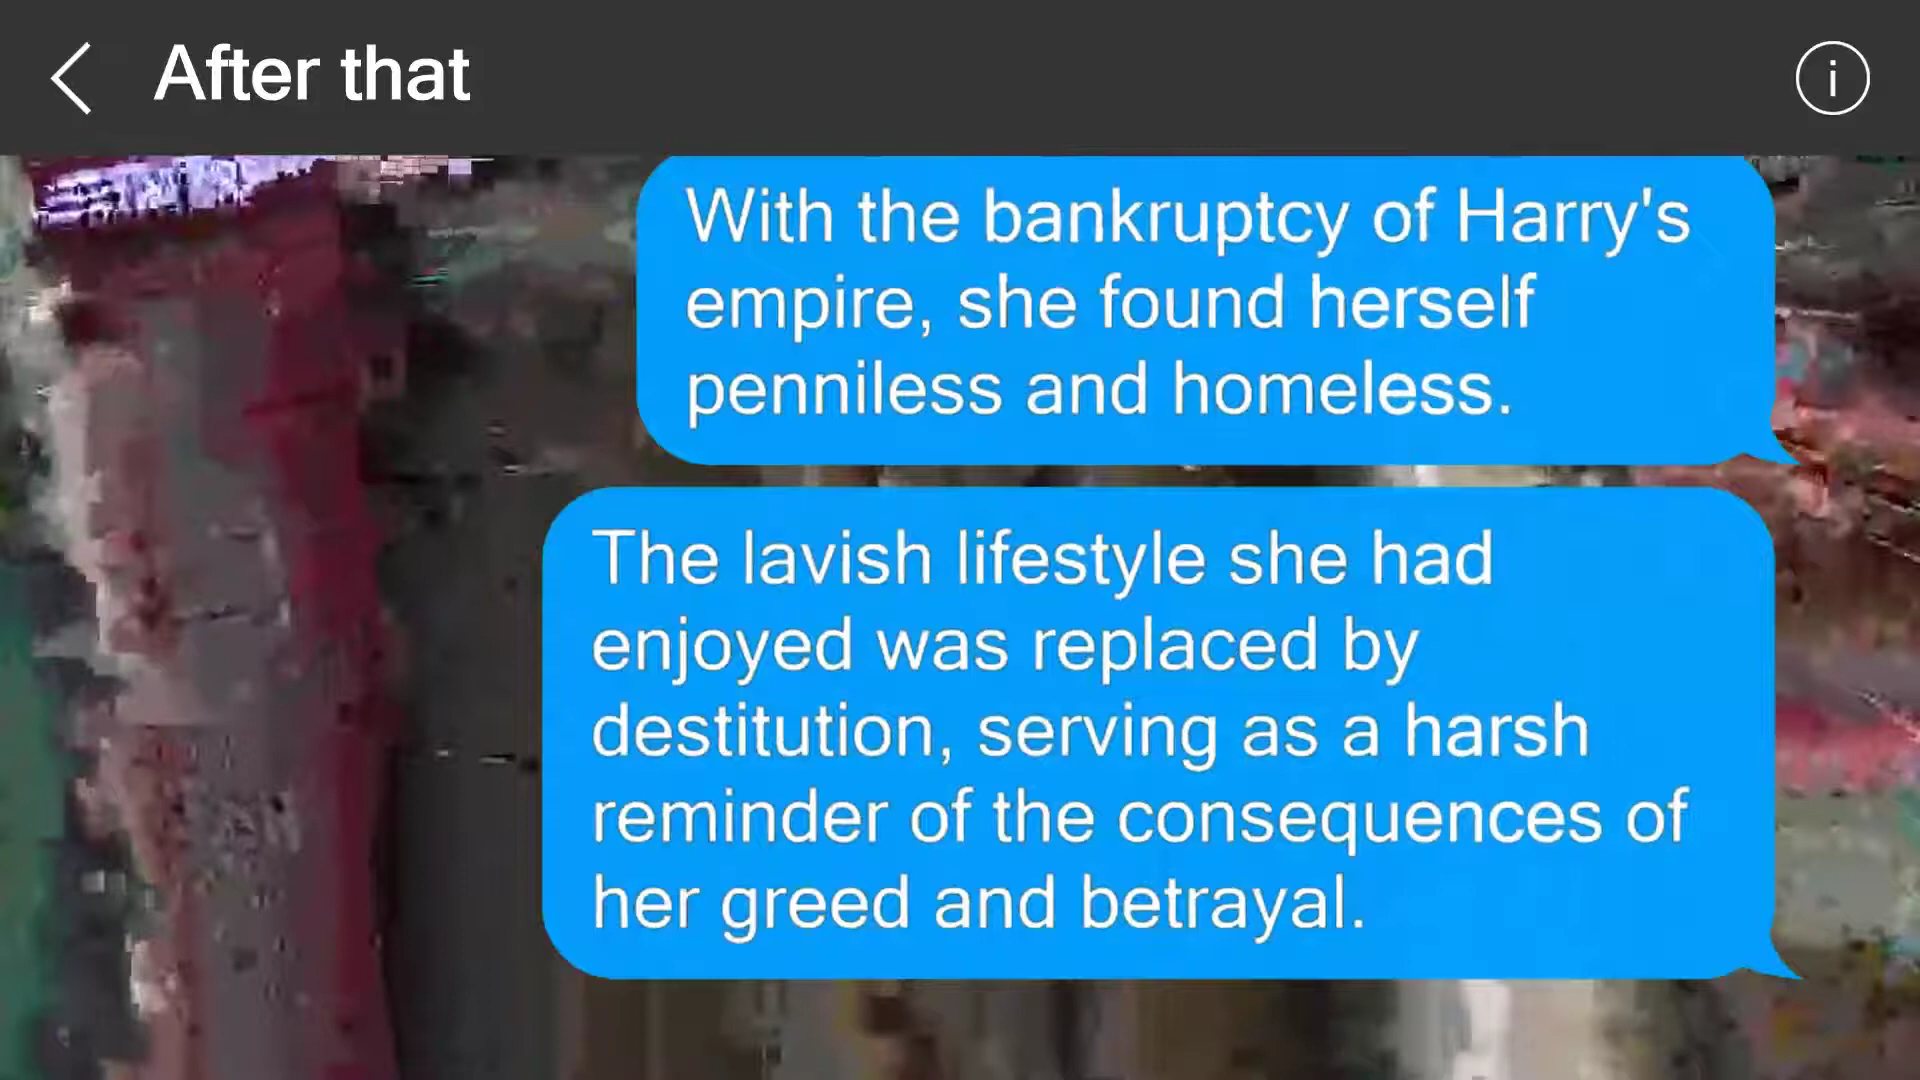 After that
With the bankruptcy of Harry's
empire, she found herself
penniless and homeless.
The lavish lifestyle she had
enjoyed was replaced by
destitution, serving as a harsh
reminder of the consequences of
her greed and betrayal.